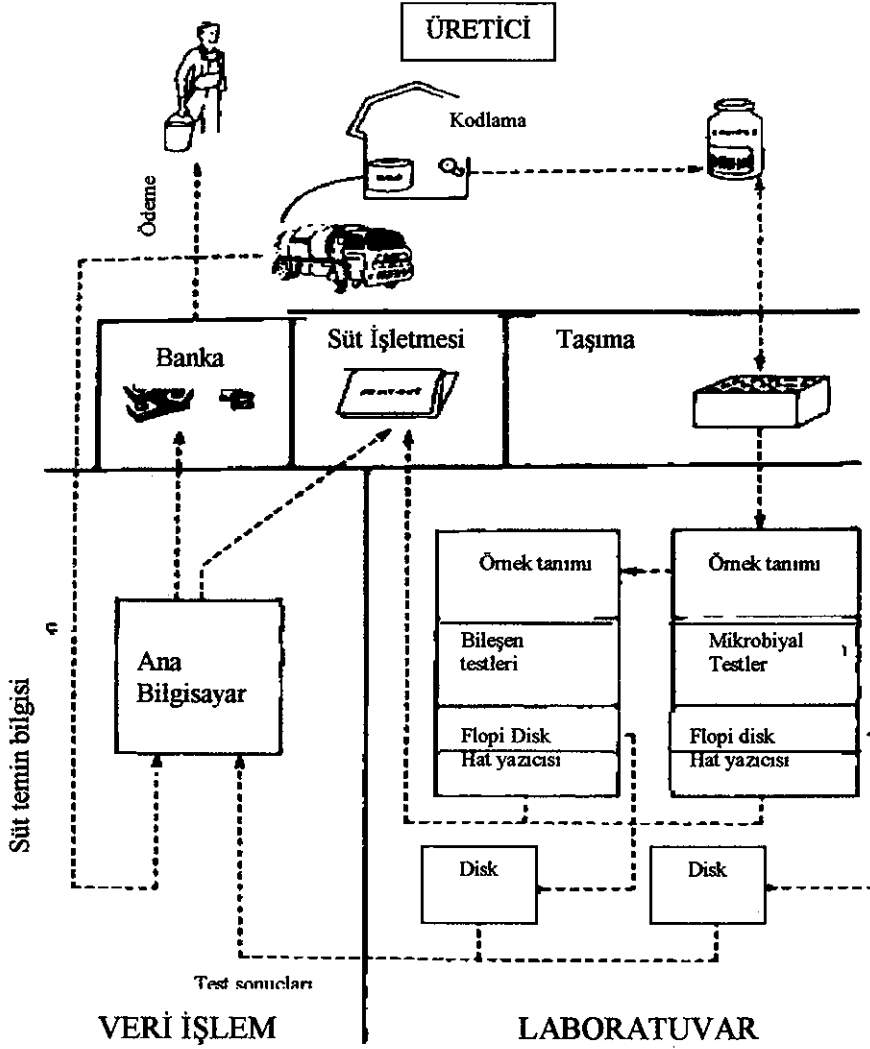 ÜRETİCİ
Kodlama
Ödeme
Banka
Süt İşletmesi
Taşıma
Örnek tanımı
Örnek tanımı
Bileşen
testleri
Mikrobiyal
Testler
Ana
Bilgisayar
Flopi Disk
Hat yazıcısı
Flopi disk
Hat yazıcısı
Süt temin bilgisi
Disk
Disk
Test sonuçları
VERİ İŞLEM
LABORATUVAR